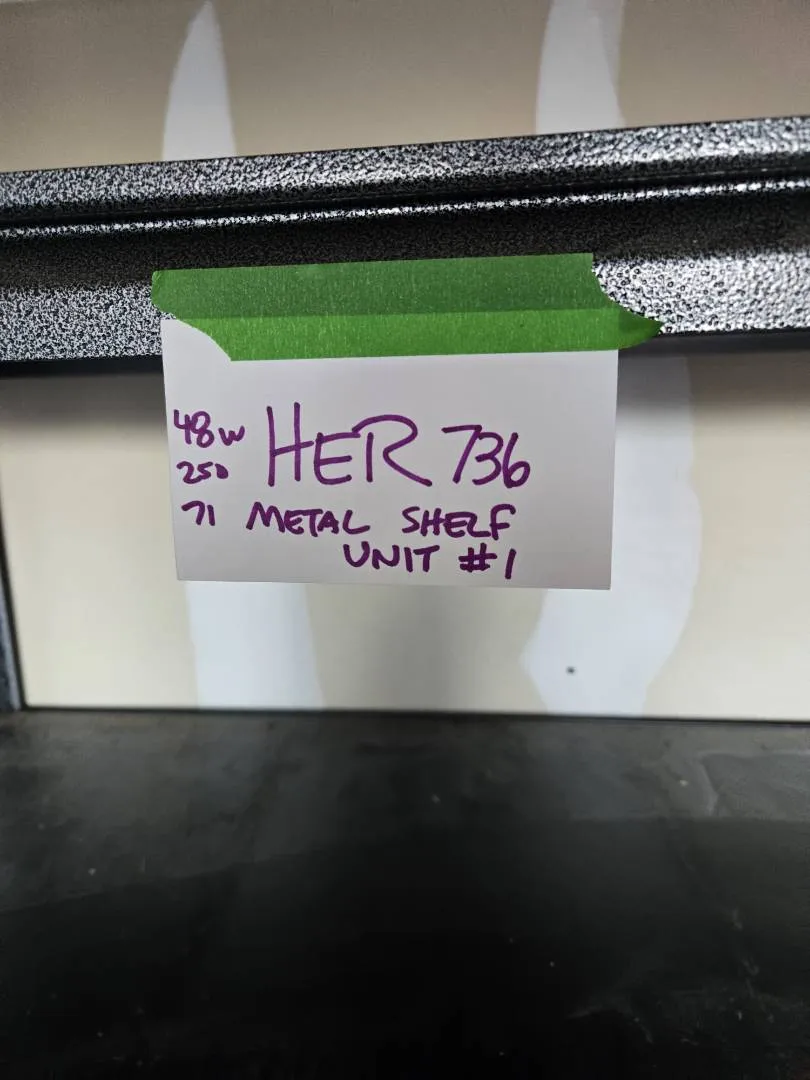 48W HER 736
25D
71 METAL SHELF
UNIT #1